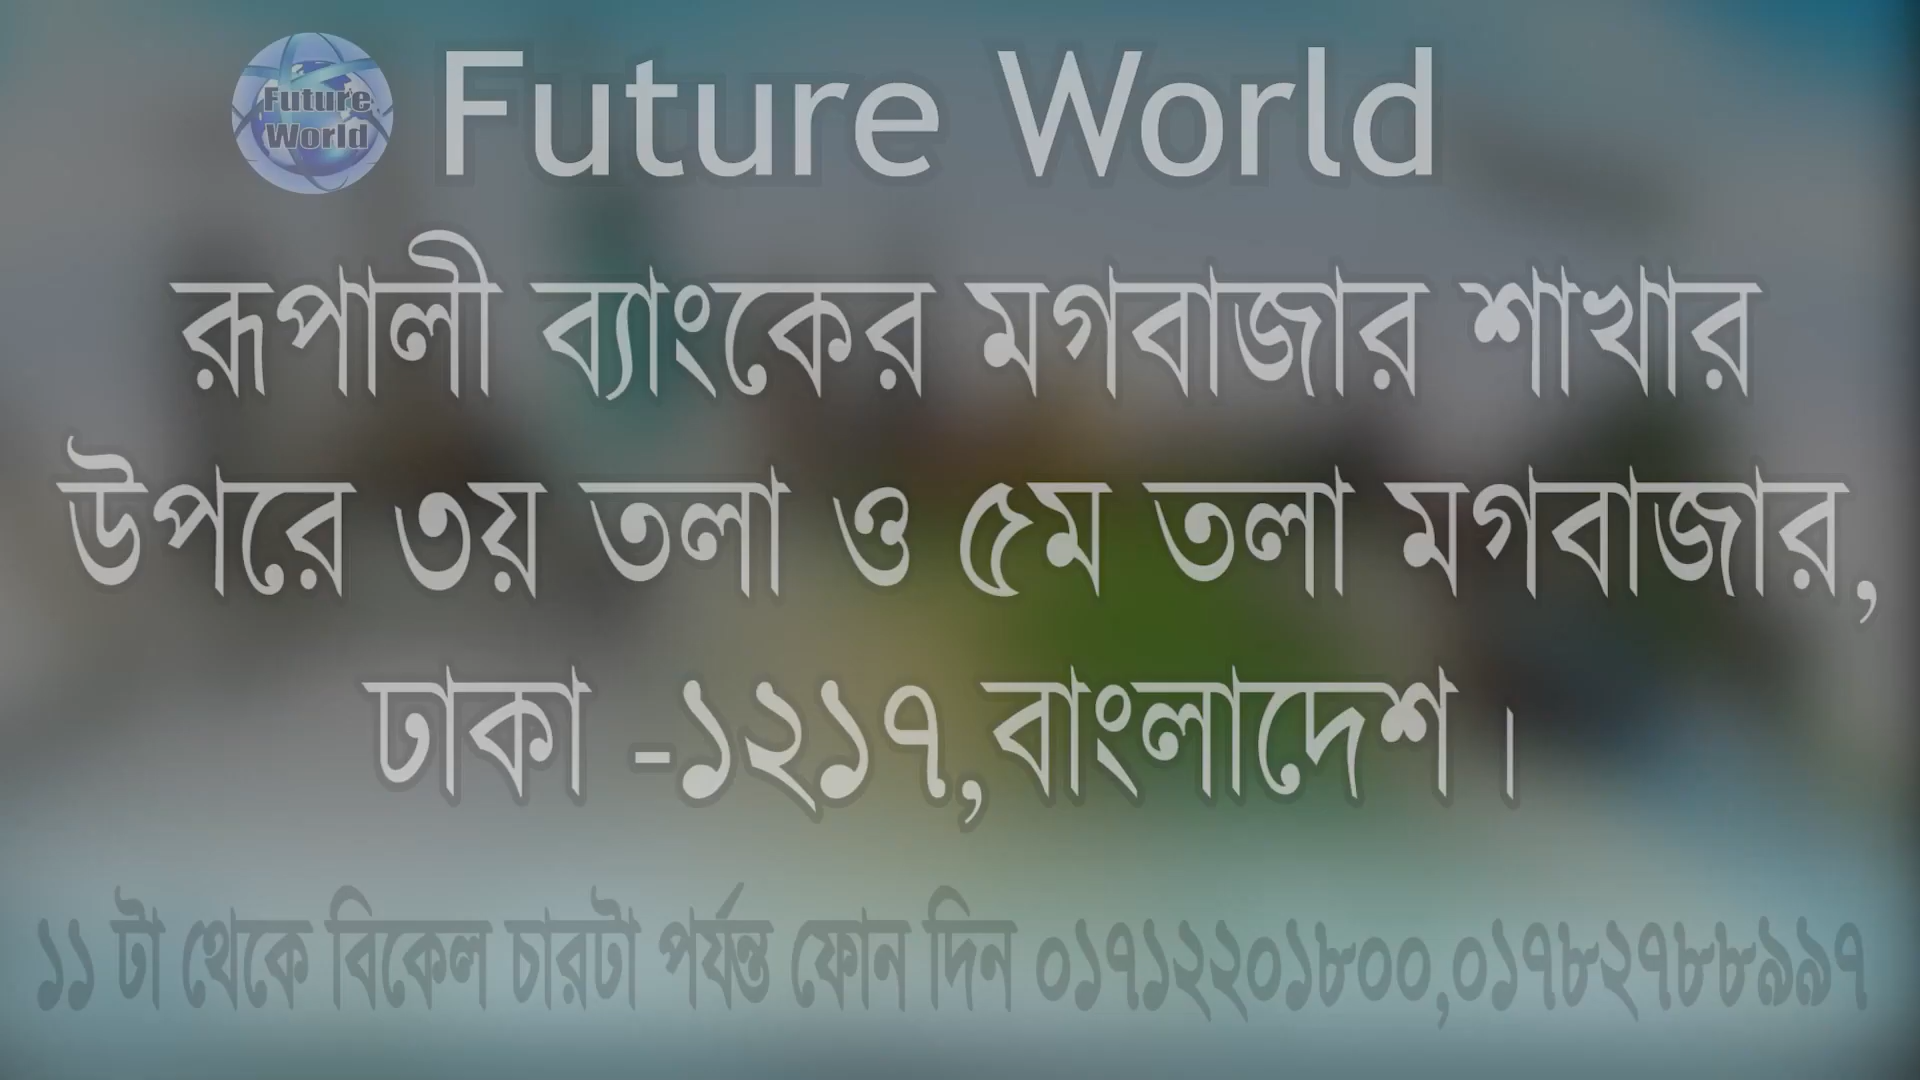 Future World
Future World
রূপালী ব্যাংকের মগবাজার শাখার
উপরে ৩য় তলা ও ৫ম তলা মগবাজার,
ঢাকা -১২১৭,বাংলাদেশ।
১১ টা থেকে বিকেল চারটা পর্যন্ত ফোন দিন ০১৭১২২০১৮০০,০১৭৮২৭৮৮৯৯৭